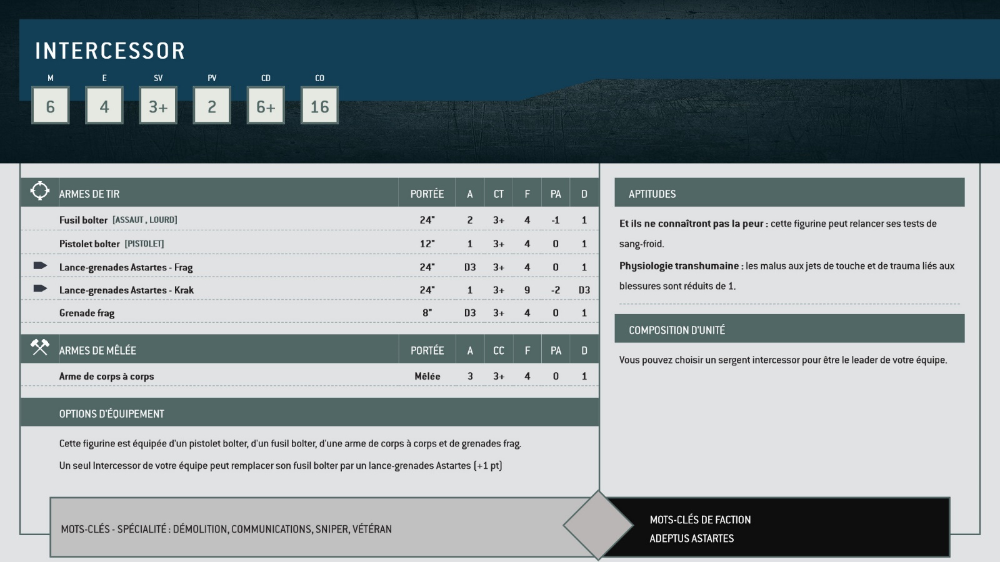 INTERCESSOR
M E SV PV CD CO
6 4 3+ 2 6+ 16
ARMES DE TIR PORTÉE A CT F PA D
Fusil bolter [ASSAUT , LOURD] 24" 2 3+ 4 -1 1
Pistolet bolter [PISTOLET] 12" 1 3+ 4 0 1
Lance-grenades Astartes - Frag 24" D3 3+ 4 0 1
Lance-grenades Astartes - Krak 24" 1 3+ 9 -2 D3
Grenade frag 8" D3 3+ 4 0 1
ARMES DE MÊLÉE PORTÉE A CC F PA D
Arme de corps à corps Mêlée 3 3+ 4 0 1
OPTIONS D'ÉQUIPEMENT
Cette figurine est équipée d'un pistolet bolter, d'un fusil bolter, d'une arme de corps à corps et de grenades frag.
Un seul Intercessor de votre équipe peut remplacer son fusil bolter par un lance-grenades Astartes (+1 pt)
APTITUDES
Et ils ne connaîtront pas la peur : cette figurine peut relancer ses tests de
sang-froid.
Physiologie transhumaine : les malus aux jets de touche et de trauma liés aux
blessures sont réduits de 1.
COMPOSITION D'UNITÉ
Vous pouvez choisir un sergent intercessor pour être le leader de votre équipe.
MOTS-CLÉS - SPÉCIALITÉ : DÉMOLITION, COMMUNICATIONS, SNIPER, VÉTÉRAN
MOTS-CLÉS DE FACTION
ADEPTUS ASTARTES